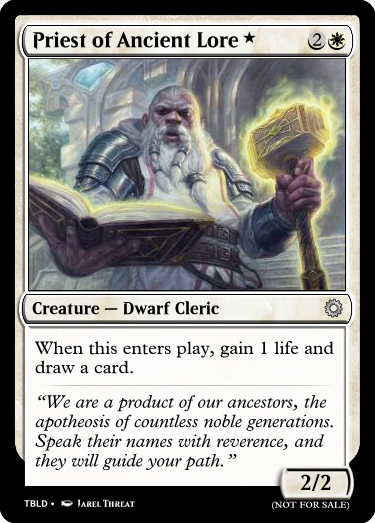 Priest of Ancient Lore★ 2
Creature — Dwarf Cleric
When this enters play, gain 1 life and
draw a card.
“We are a product of our ancestors, the
apotheosis of countless noble generations.
Speak their names with reverence, and
they will guide your path.”
2/2
TBLD • Jarel Threat (NOT FOR SALE)